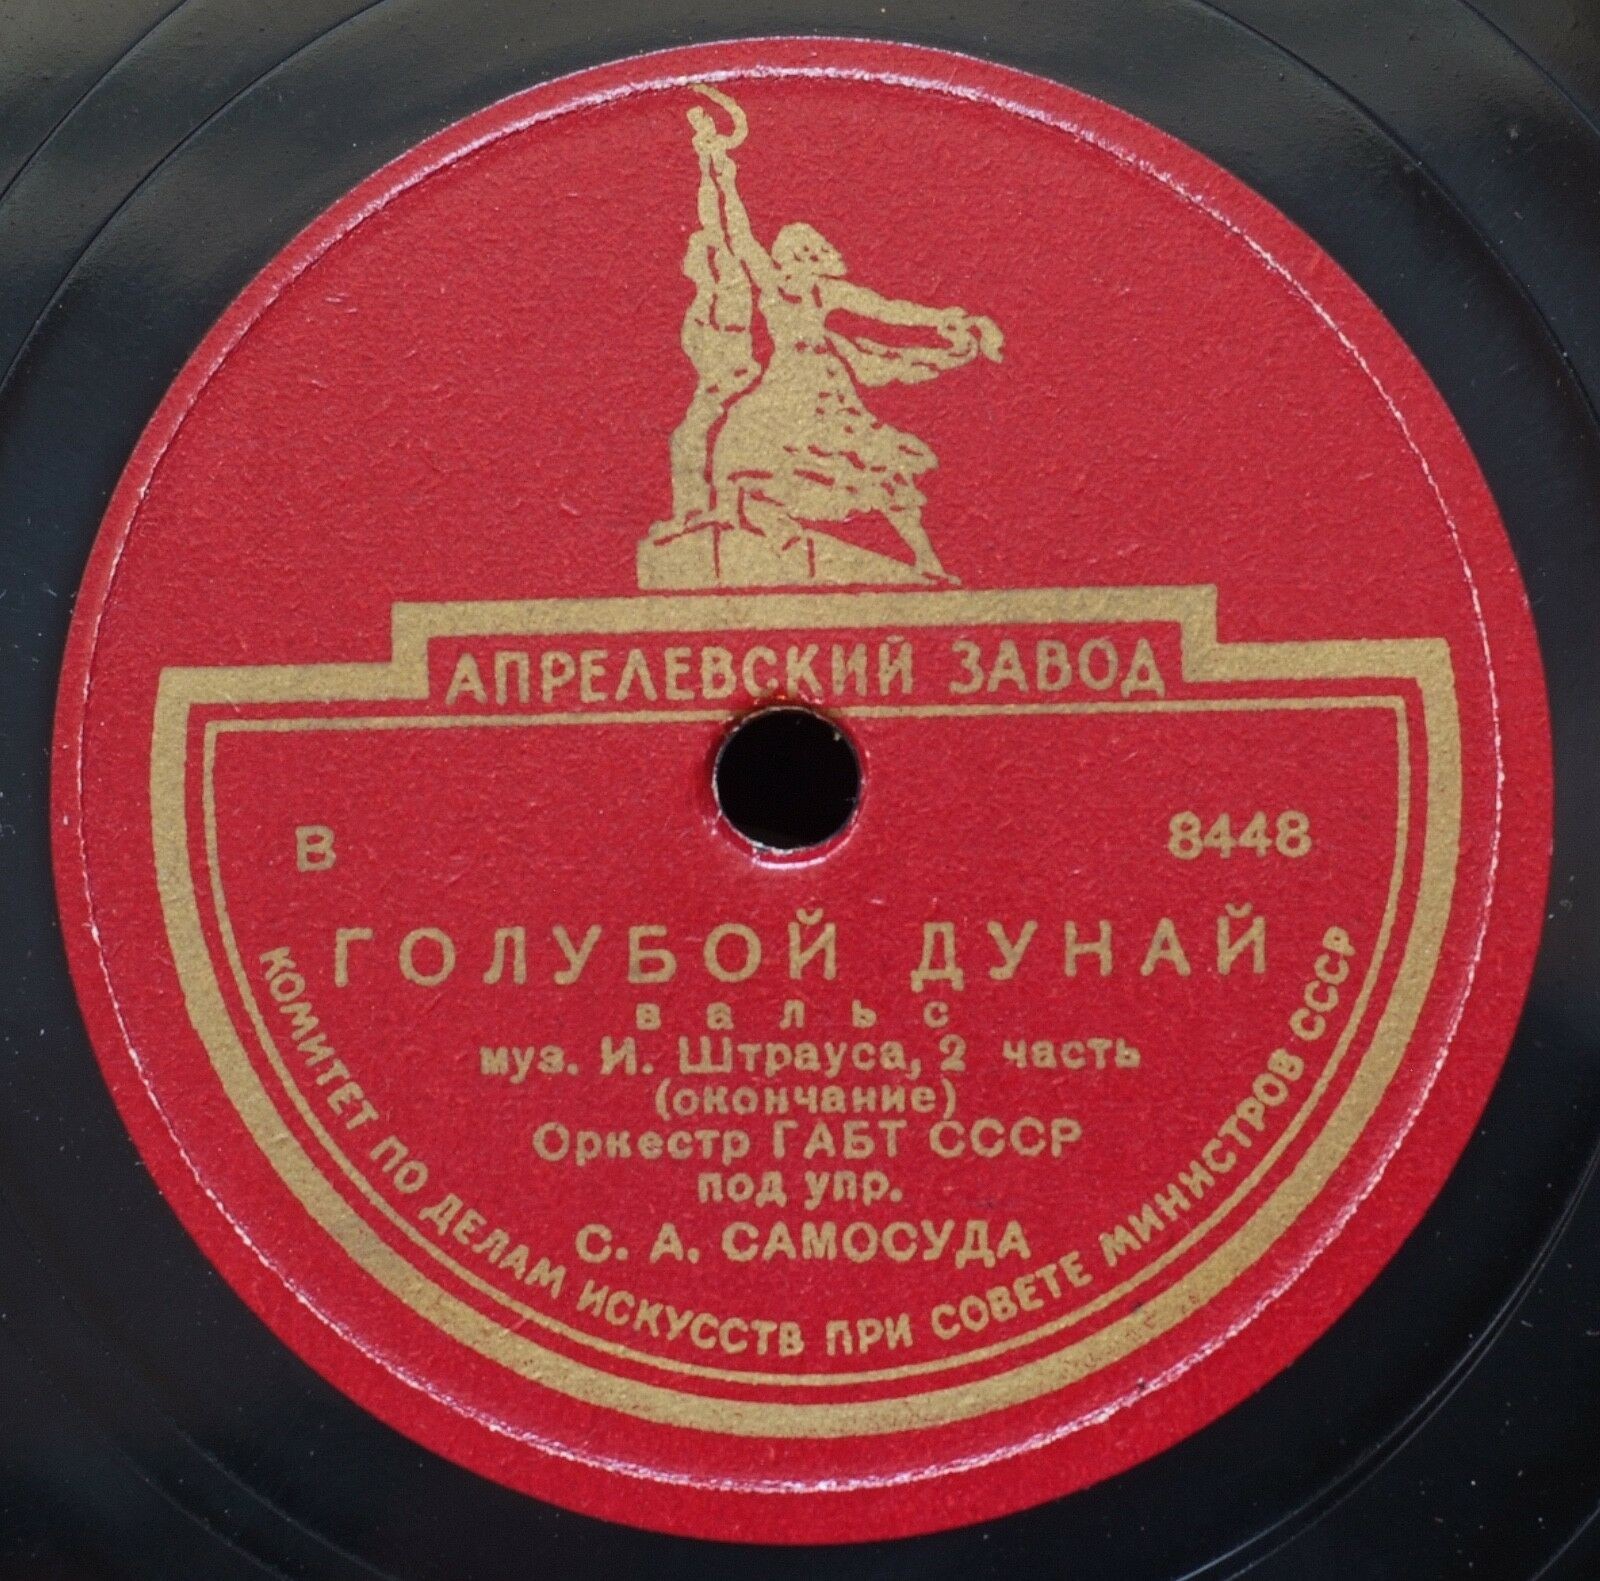 АПРЕЛЕВСКИЙ ЗАВОД
В 8448
ГОЛУБОЙ ДУНАЙ
вальс
муз. И. Штрауса, 2 часть
(окончание)
Оркестр ГАБТ СССР
под упр.
С. А. САМОСУДА
КОМИТЕТ ПО ДЕЛАМ ИСКУССТВ ПРИ СОВЕТЕ МИНИСТРОВ СССР